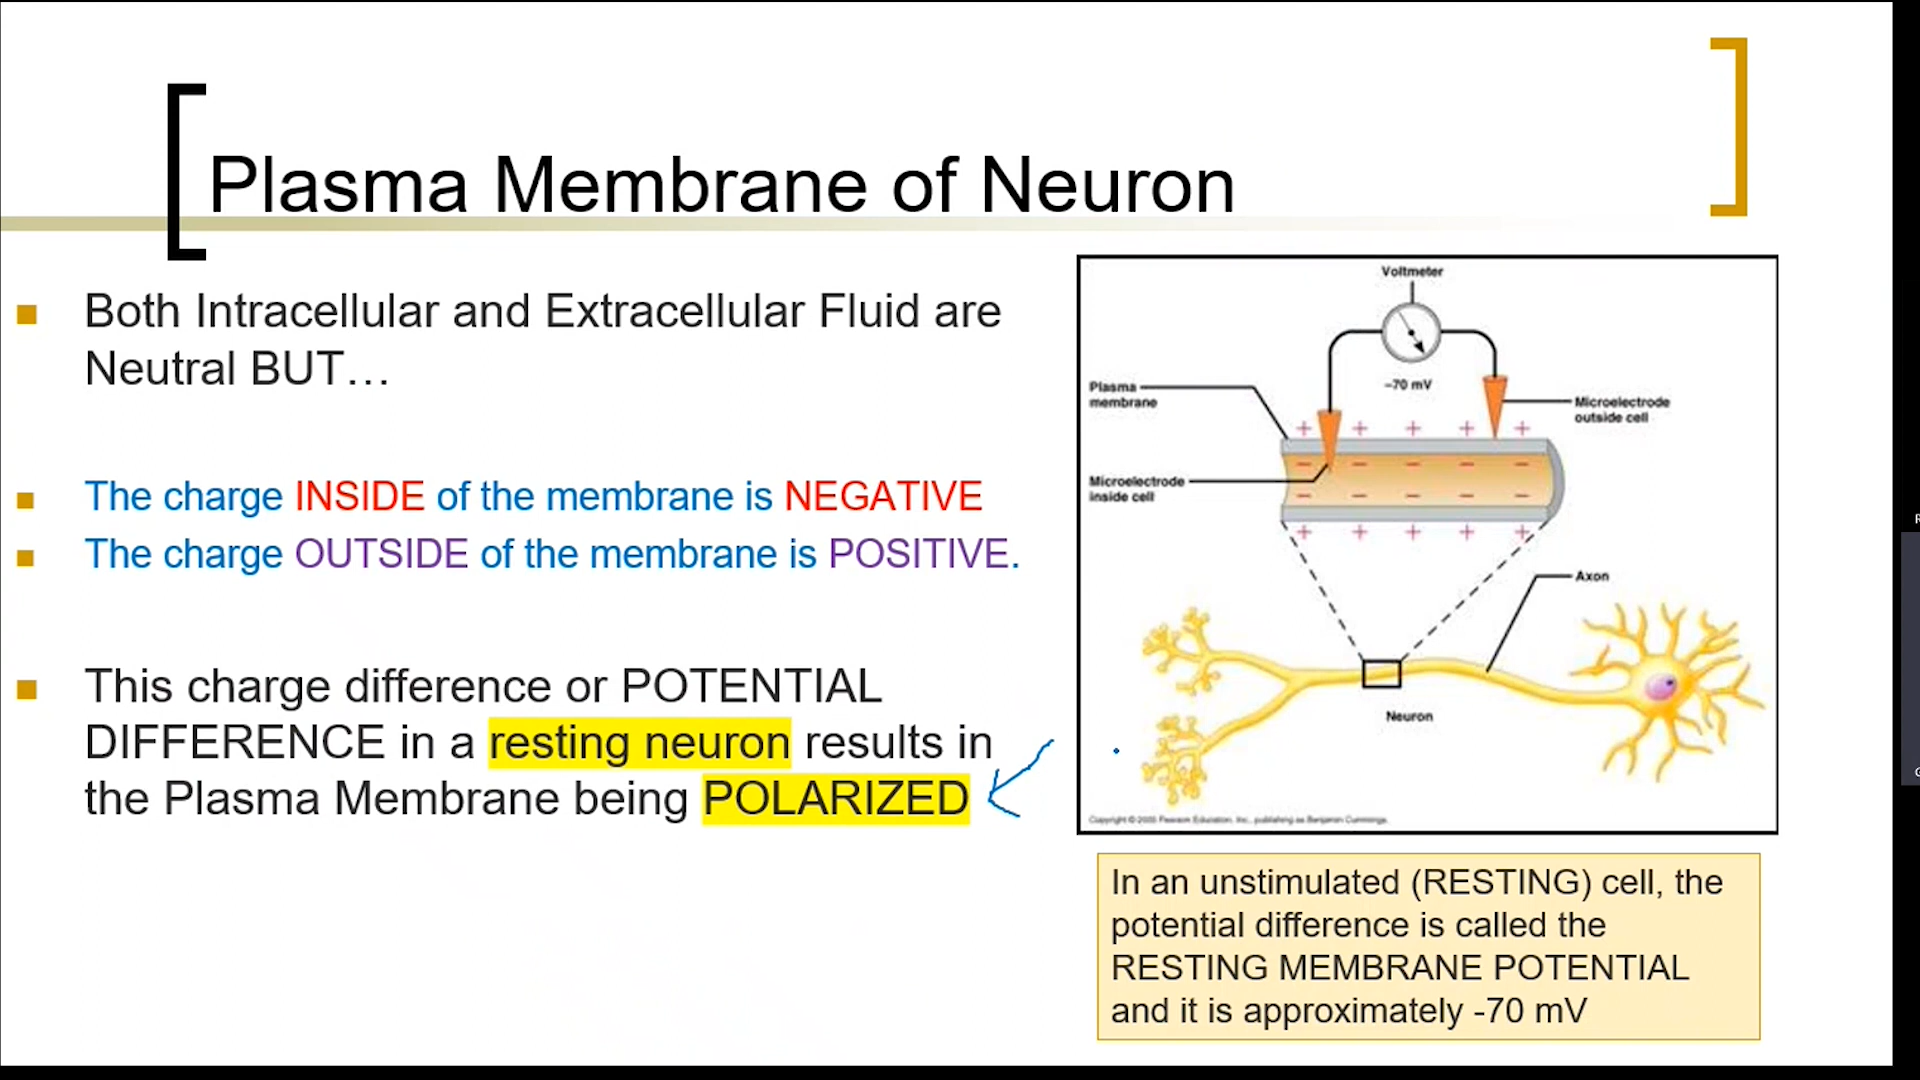 Plasma Membrane of Neuron
Both Intracellular and Extracellular Fluid are
Neutral BUT…
The charge INSIDE of the membrane is NEGATIVE
The charge OUTSIDE of the membrane is POSITIVE.
This charge difference or POTENTIAL
DIFFERENCE in a resting neuron results in
the Plasma Membrane being POLARIZED
Voltmeter
−70 mV
Plasma
membrane
Microelectrode
outside cell
Microelectrode
inside cell
Axon
Neuron
Copyright © 2005 Pearson Education, Inc., publishing as Benjamin Cummings.
In an unstimulated (RESTING) cell, the
potential difference is called the
RESTING MEMBRANE POTENTIAL
and it is approximately -70 mV